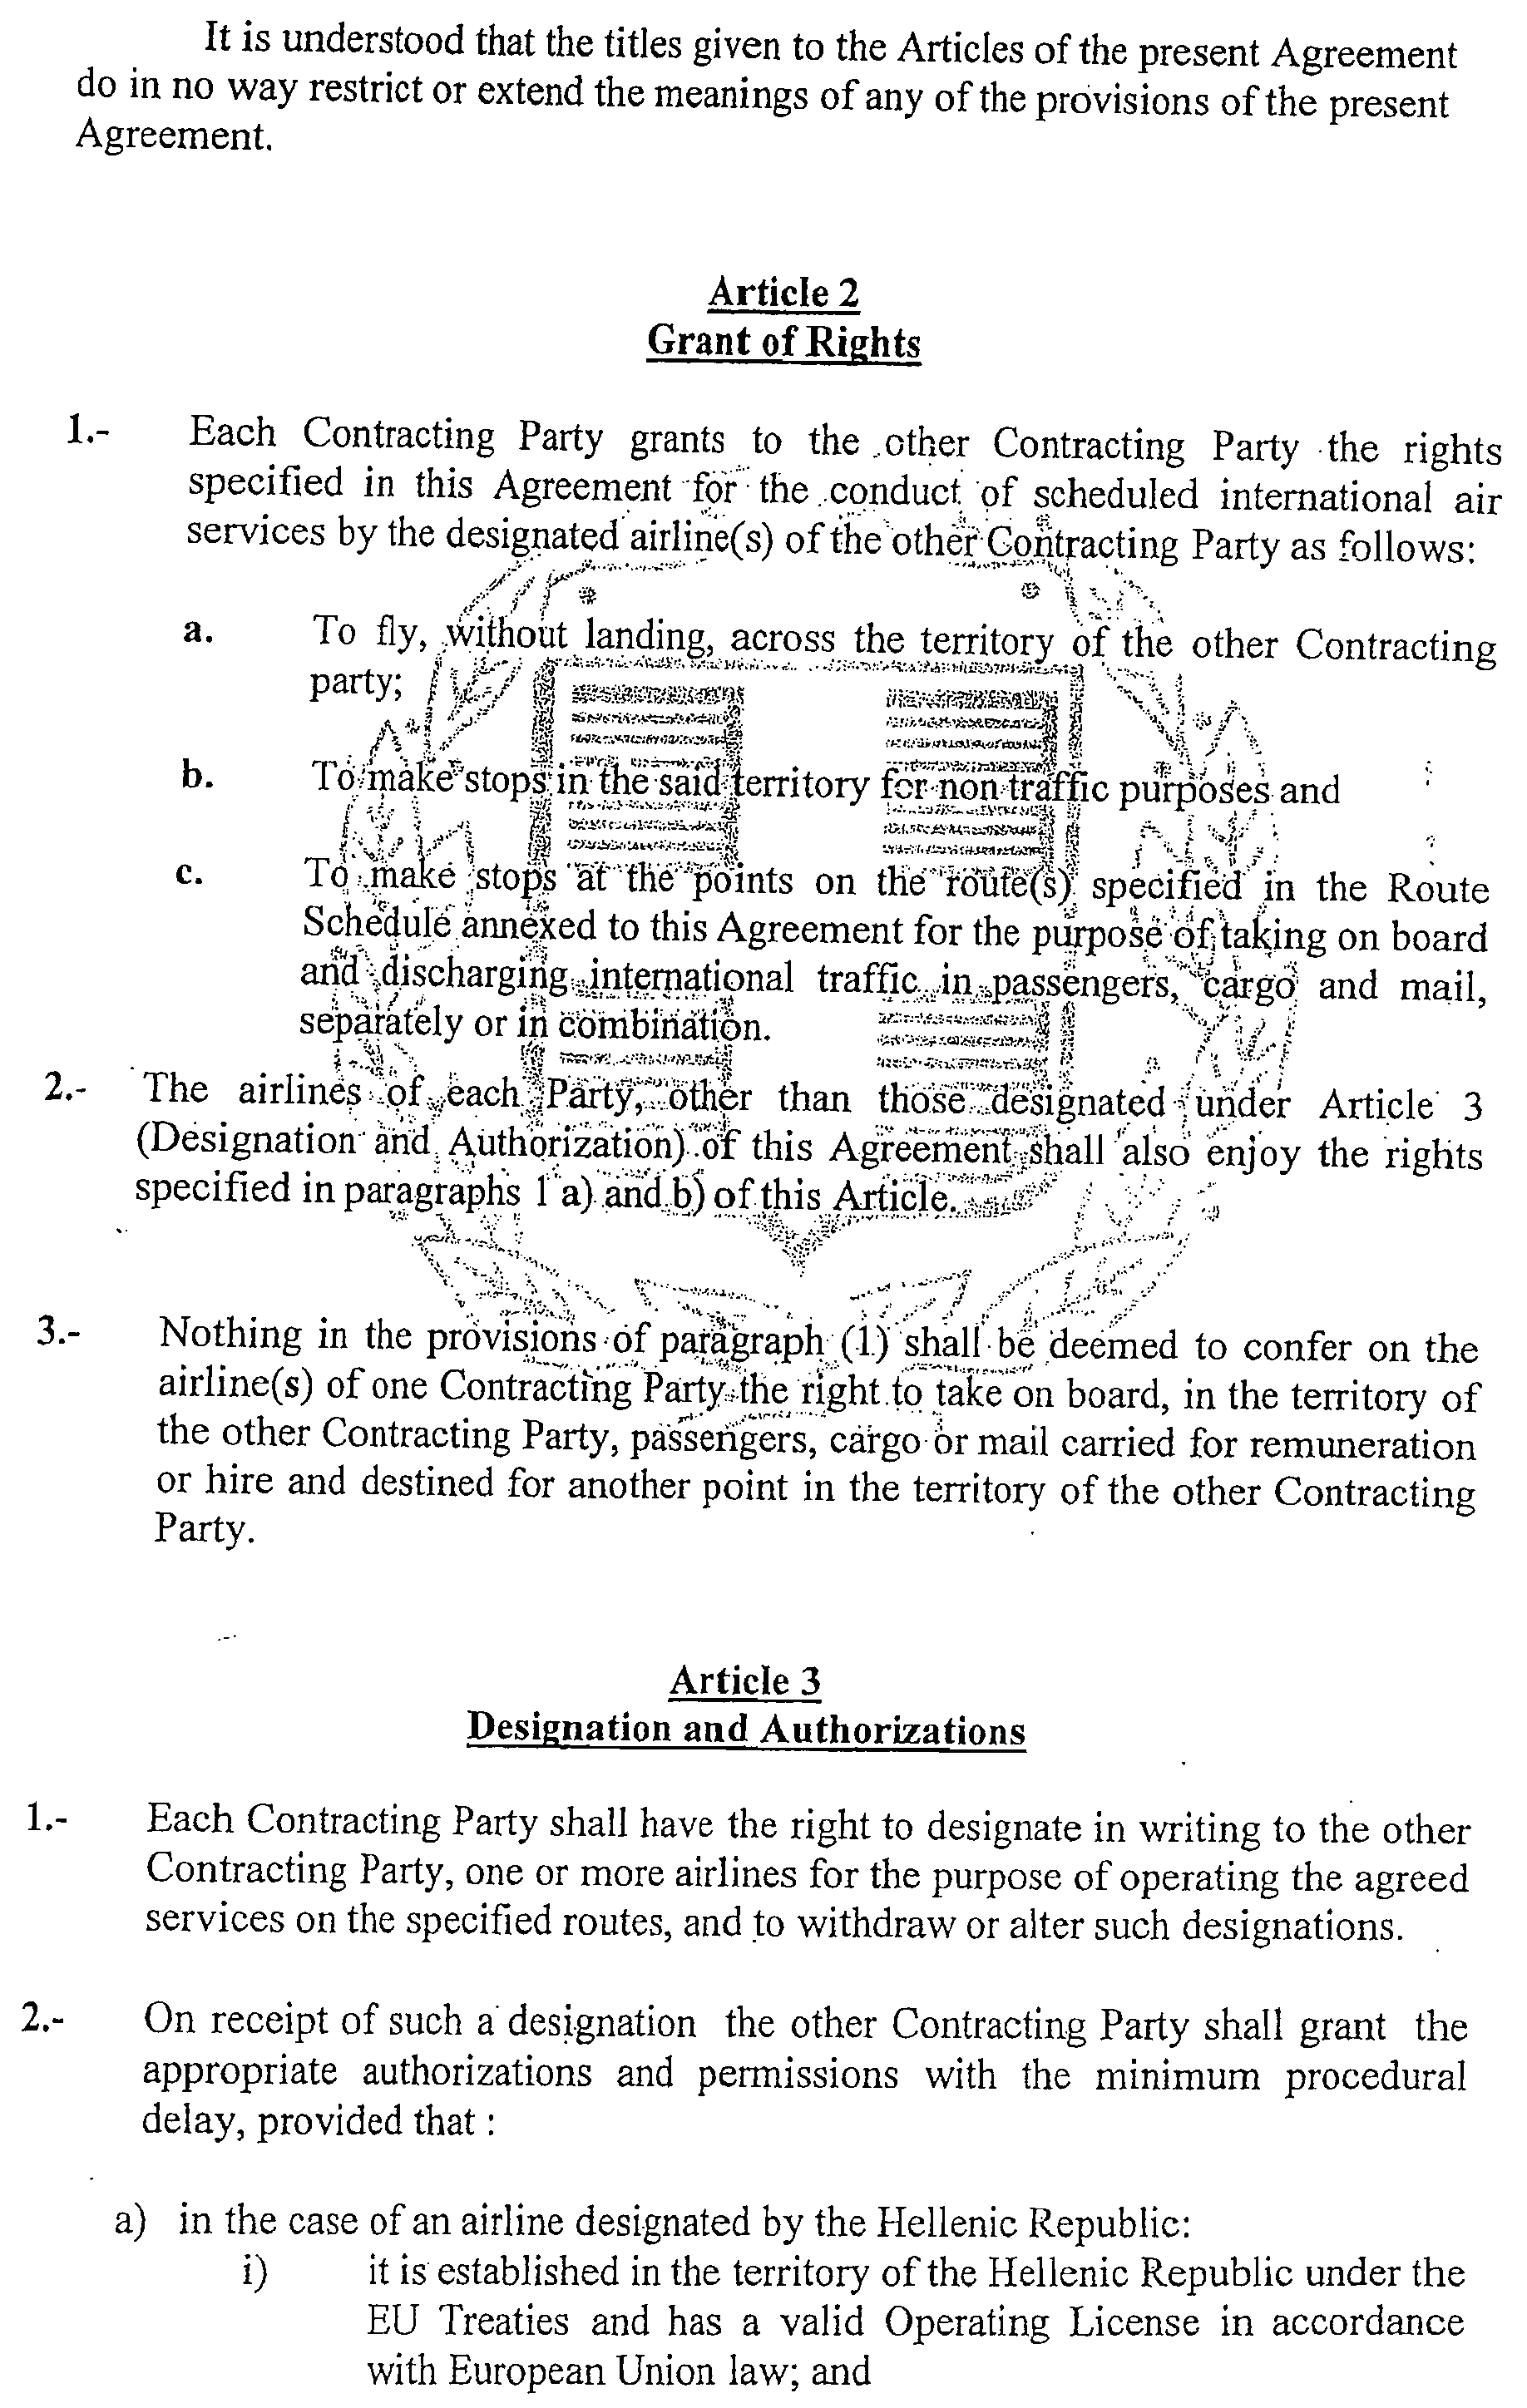 It is understood that the titles given to the Articles of the present Agreement
do in no way restrict or extend the meanings of any of the provisions of the present
Agreement.
Article 2
Grant of Rights
1.- Each Contracting Party grants to the other Contracting Party the rights
specified in this Agreement for the conduct of scheduled international air
services by the designated airline(s) of the other Contracting Party as follows:
a. To fly, without landing, across the territory of the other Contracting
party;
b. To make stops in the said territory for non traffic purposes and
c. To make stops at the points on the route(s) specified in the Route
Schedule annexed to this Agreement for the purpose of taking on board
and discharging international traffic in passengers, cargo and mail,
separately or in combination.
2.- The airlines of each Party, other than those designated under Article 3
(Designation and Authorization) of this Agreement shall also enjoy the rights
specified in paragraphs 1 a) and b) of this Article.
3.- Nothing in the provisions of paragraph (1) shall be deemed to confer on the
airline(s) of one Contracting Party the right to take on board, in the territory of
the other Contracting Party, passengers, cargo or mail carried for remuneration
or hire and destined for another point in the territory of the other Contracting
Party.
Article 3
Designation and Authorizations
1.- Each Contracting Party shall have the right to designate in writing to the other
Contracting Party, one or more airlines for the purpose of operating the agreed
services on the specified routes, and to withdraw or alter such designations.
2.- On receipt of such a designation the other Contracting Party shall grant the
appropriate authorizations and permissions with the minimum procedural
delay, provided that :
a) in the case of an airline designated by the Hellenic Republic:
i) it is established in the territory of the Hellenic Republic under the
EU Treaties and has a valid Operating License in accordance
with European Union law; and